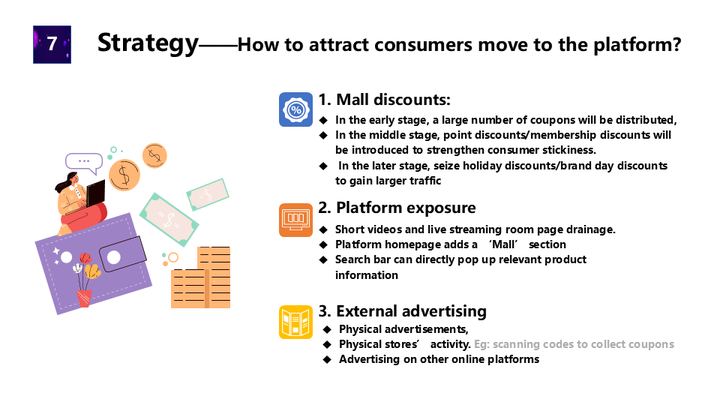 7
Strategy——How to attract consumers move to the platform?
1. Mall discounts:
◆ In the early stage, a large number of coupons will be distributed,
◆ In the middle stage, point discounts/membership discounts will
be introduced to strengthen consumer stickiness.
◆ In the later stage, seize holiday discounts/brand day discounts
to gain larger traffic
2. Platform exposure
◆ Short videos and live streaming room page drainage.
◆ Platform homepage adds a ‘Mall’ section
◆ Search bar can directly pop up relevant product
information
3. External advertising
◆ Physical advertisements,
◆ Physical stores’ activity. Eg: scanning codes to collect coupons
◆ Advertising on other online platforms